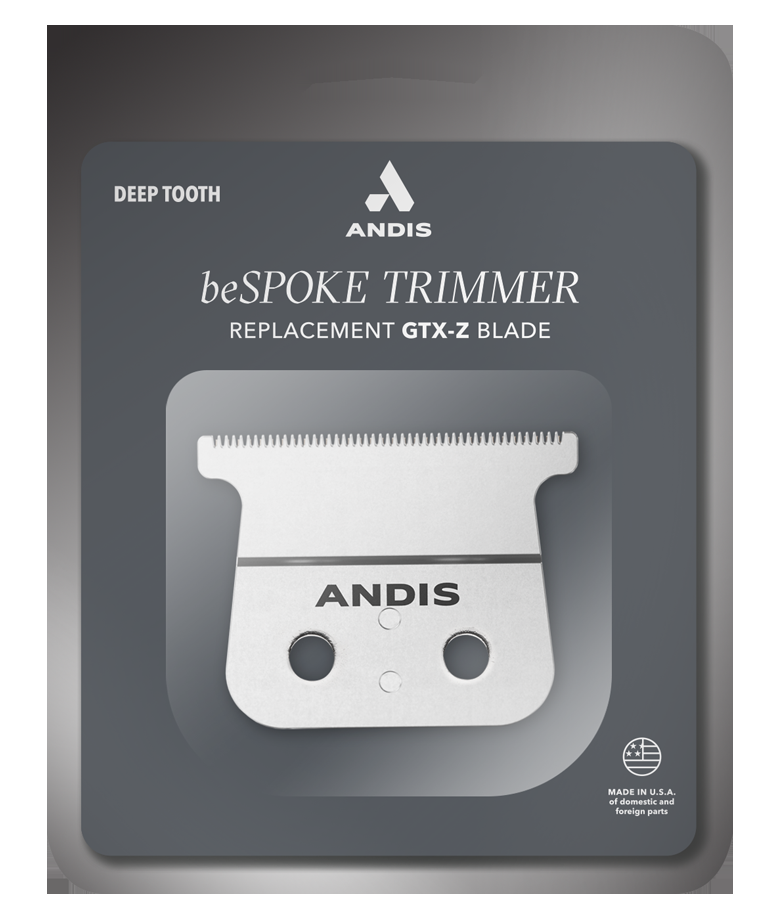 DEEP TOOTH
ANDIS
beSPOKE TRIMMER
REPLACEMENT GTX-Z BLADE
ANDIS
MADE IN U.S.A.
of domestic and
foreign parts